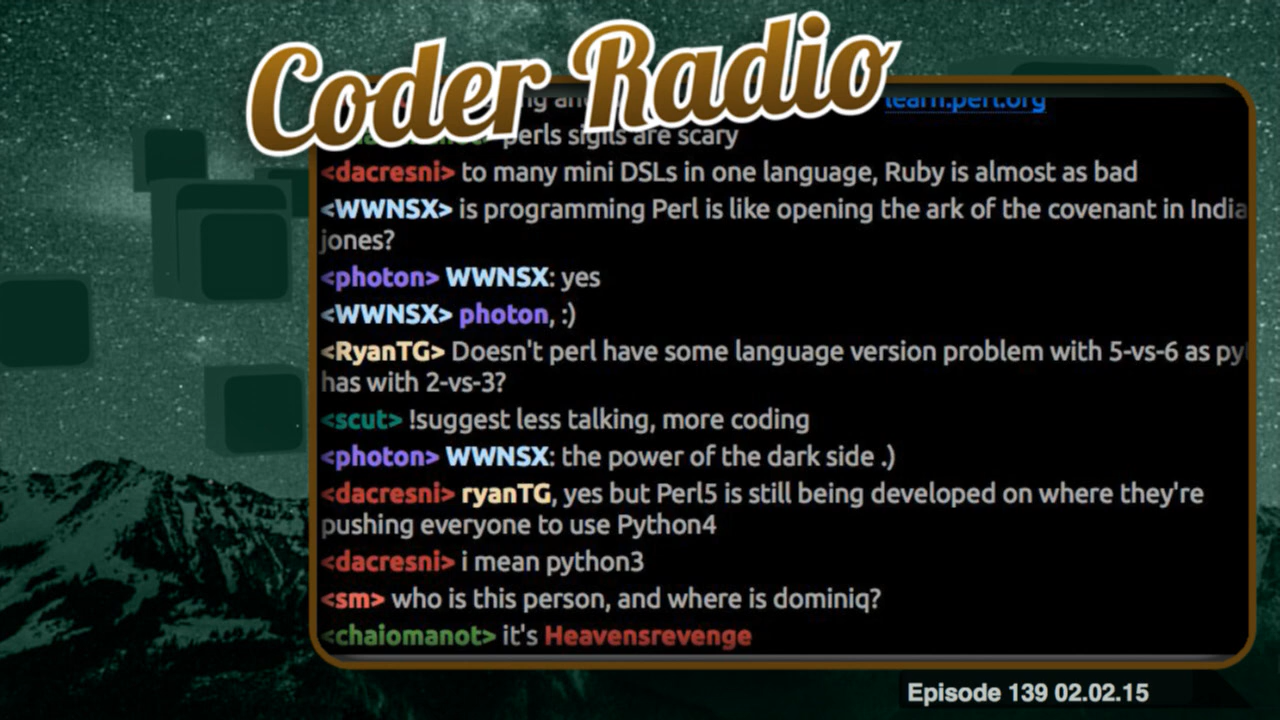 Coder Radio
learn.perl.org
perls sigils are scary
<dacresni> to many mini DSLs in one language, Ruby is almost as bad
<WWNSX> is programming Perl is like opening the ark of the covenant in India
jones?
<photon> WWNSX: yes
<WWNSX> photon, :)
<RyanTG> Doesn't perl have some language version problem with 5-vs-6 as pyt
has with 2-vs-3?
<scut> !suggest less talking, more coding
<photon> WWNSX: the power of the dark side .)
<dacresni> ryanTG, yes but Perl5 is still being developed on where they're
pushing everyone to use Python4
<dacresni> i mean python3
<sm> who is this person, and where is dominiq?
<chaiomanot> it's Heavensrevenge
Episode 139 02.02.15